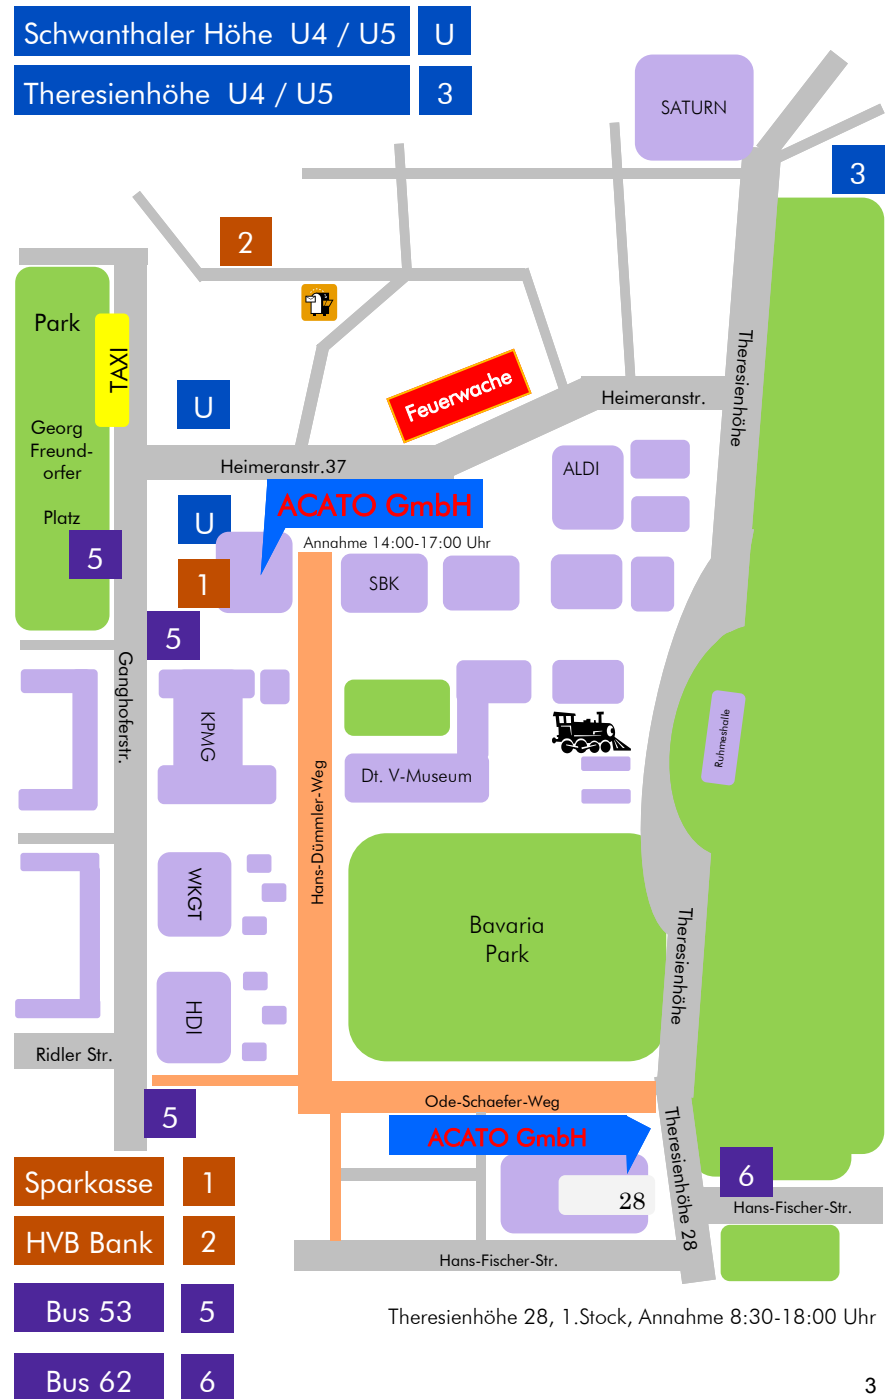 Schwanthaler Höhe U4 / U5 U
Theresienhöhe U4 / U5 3
SATURN
3
2
Park
TAXI
Theresienhöhe
Feuerwache
U
Heimeranstr.
Georg
Freund-
orfer
Platz
Heimeranstr.37
ALDI
ACATO GmbH
U
Annahme 14:00-17:00 Uhr
5
1
SBK
5
Ganghoferstr.
KPMG
Ruhmeshalle
Dt. V-Museum
Hans-Dümmler-Weg
WKGT
Bavaria
Park
Theresienhöhe
HDI
Ridler Str.
Ode-Schaefer-Weg
5
ACATO GmbH
Theresienhöhe 28
6
28
Hans-Fischer-Str.
Hans-Fischer-Str.
Sparkasse 1
HVB Bank 2
Bus 53 5
Theresienhöhe 28, 1.Stock, Annahme 8:30-18:00 Uhr
Bus 62 6
3